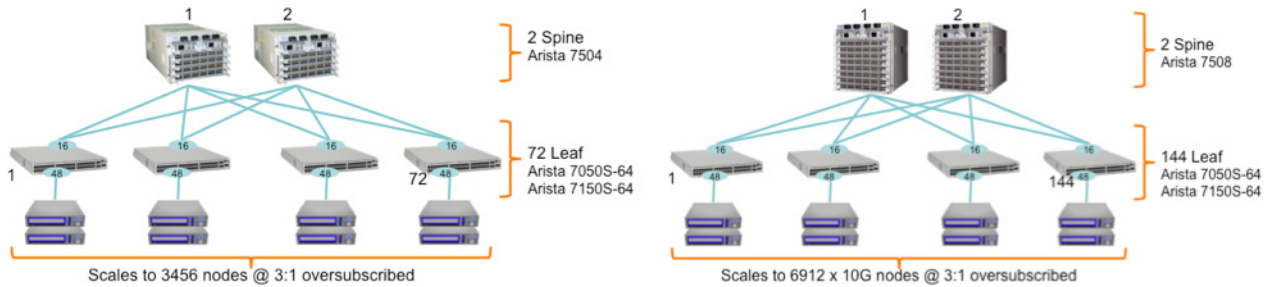 1 2
2 Spine
Arista 7504
16 16 16 16
72 Leaf
Arista 7050S-64
Arista 7150S-64
1 48 48 48 72 48
Scales to 3456 nodes @ 3:1 oversubscribed
1 2
2 Spine
Arista 7508
16 16 16 16
144 Leaf
Arista 7050S-64
Arista 7150S-64
1 48 48 48 144 48
Scales to 6912 x 10G nodes @ 3:1 oversubscribed